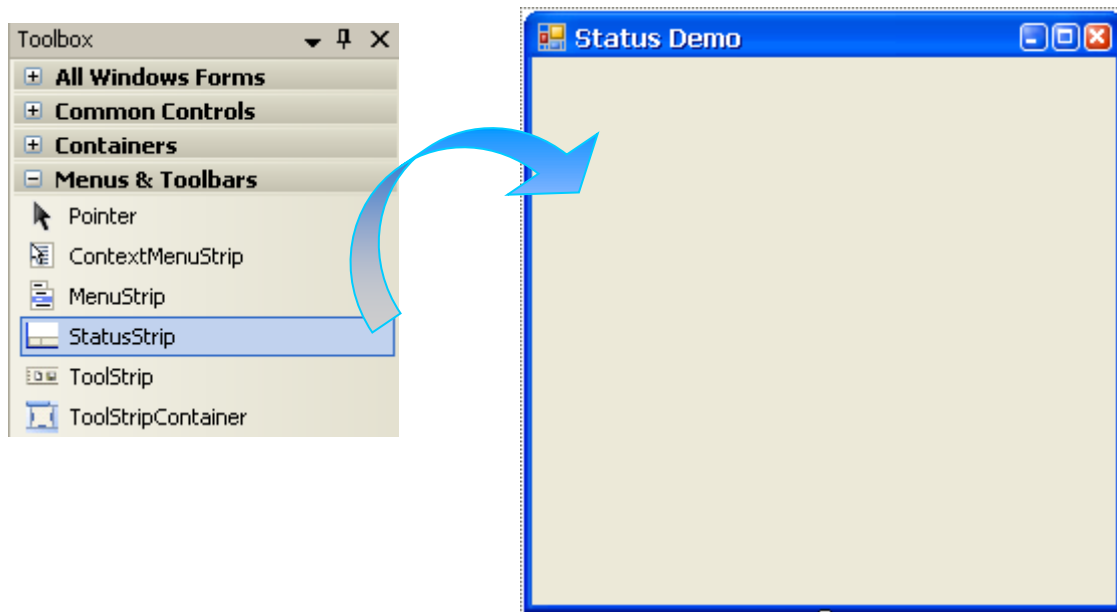 Toolbox
All Windows Forms
Common Controls
Containers
Menus & Toolbars
Pointer
ContextMenuStrip
MenuStrip
StatusStrip
ToolStrip
ToolStripContainer
Status Demo